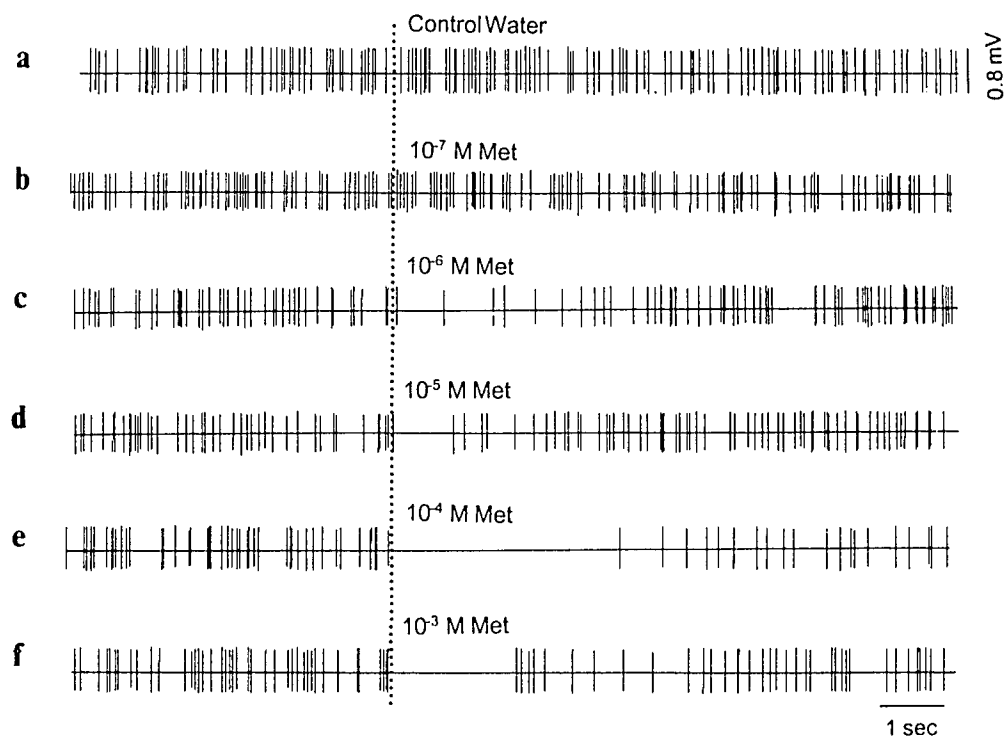 Control Water
a
0.8 mV
10⁻⁷ M Met
b
10⁻⁶ M Met
c
10⁻⁵ M Met
d
10⁻⁴ M Met
e
10⁻³ M Met
f
1 sec